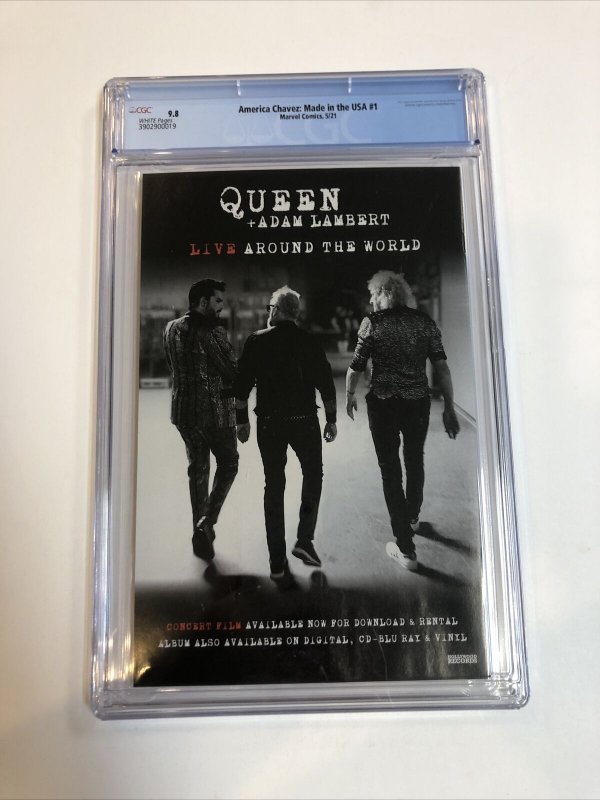 CGC
9.8
WHITE Pages
3902900019
America Chavez: Made in the USA #1
Marvel Comics, 5/21
CGC
QUEEN
+ADAM LAMBERT
LIVE AROUND THE WORLD
CONCERT FILM AVAILABLE NOW FOR DOWNLOAD & RENTAL
ALBUM ALSO AVAILABLE ON DIGITAL, CD-BLU RAY & VINYL
HOLLYWOOD
RECORDS